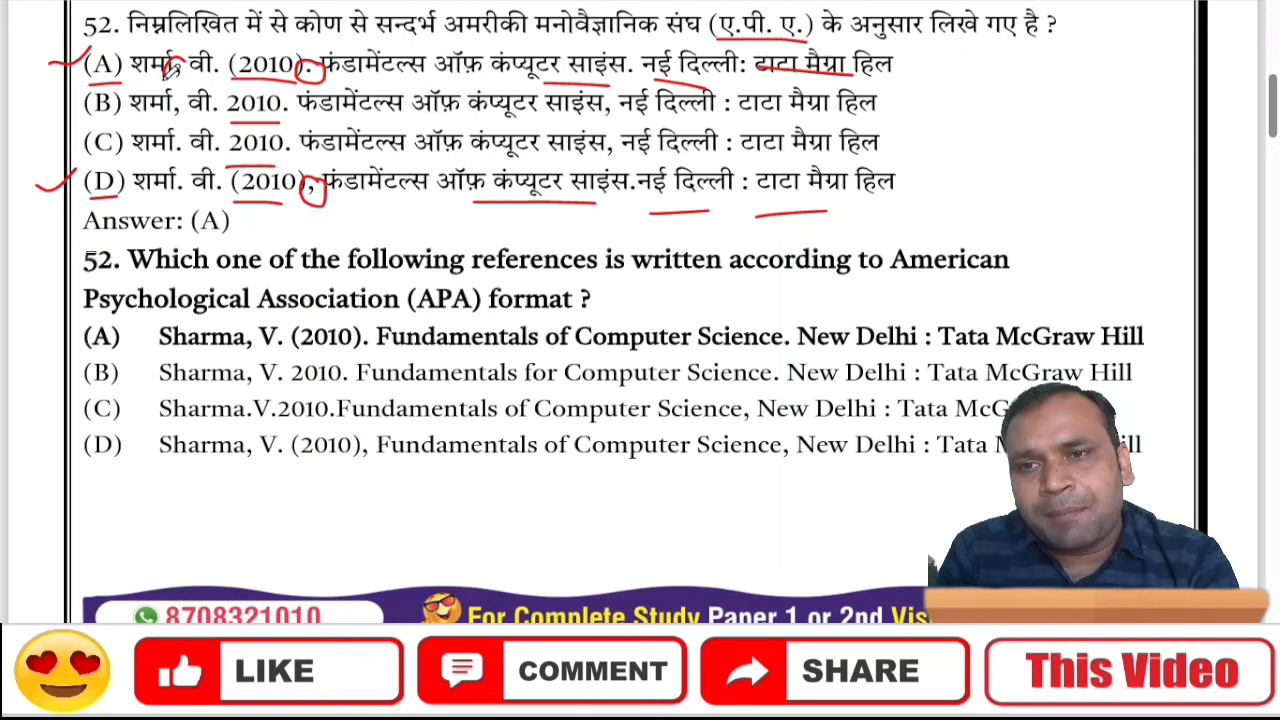 52. निम्नलिखित में से कोण से सन्दर्भ अमरीकी मनोवैज्ञानिक संघ (ए.पी. ए.) के अनुसार लिखे गए है ?
(A) शर्मा, वी. (2010). फंडामेंटल्स ऑफ़ कंप्यूटर साइंस. नई दिल्ली: टाटा मैग्रा हिल
(B) शर्मा, वी. 2010. फंडामेंटल्स ऑफ़ कंप्यूटर साइंस, नई दिल्ली : टाटा मैग्रा हिल
(C) शर्मा. वी. 2010. फंडामेंटल्स ऑफ़ कंप्यूटर साइंस, नई दिल्ली : टाटा मैग्रा हिल
(D) शर्मा. वी. (2010), फंडामेंटल्स ऑफ़ कंप्यूटर साइंस.नई दिल्ली : टाटा मैग्रा हिल
Answer: (A)
52. Which one of the following references is written according to American
Psychological Association (APA) format ?
(A) Sharma, V. (2010). Fundamentals of Computer Science. New Delhi : Tata McGraw Hill
(B) Sharma, V. 2010. Fundamentals for Computer Science. New Delhi : Tata McGraw Hill
(C) Sharma.V.2010.Fundamentals of Computer Science, New Delhi : Tata McG
(D) Sharma, V. (2010), Fundamentals of Computer Science, New Delhi : Tata
8708321010 For Complete Study Paper 1 or 2nd Vis
LIKE COMMENT SHARE This Video